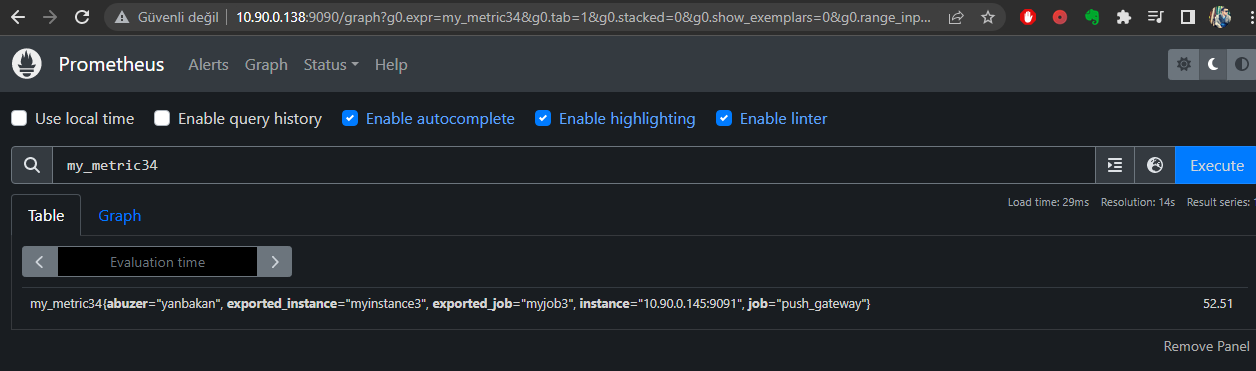 Güvenli değil 10.90.0.138:9090/graph?g0.expr=my_metric34&g0.tab=1&g0.stacked=0&g0.show_exemplars=0&g0.range_inp...
Prometheus Alerts Graph Status Help
Use local time Enable query history Enable autocomplete Enable highlighting Enable linter
my_metric34 Execute
Load time: 29ms Resolution: 14s Result series: 1
Table Graph
Evaluation time
my_metric34{abuzer="yanbakan", exported_instance="myinstance3", exported_job="myjob3", instance="10.90.0.145:9091", job="push_gateway"} 52.51
Remove Panel